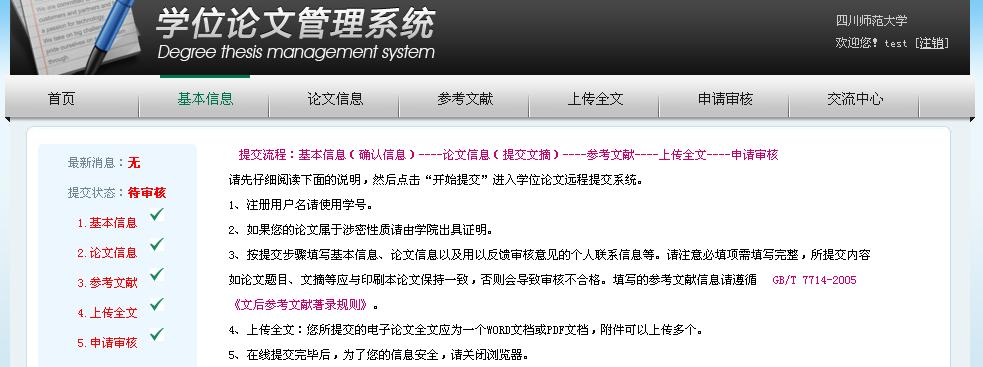 学位论文管理系统
Degree thesis management system
四川师范大学
欢迎您! test [注销]
首页
基本信息
论文信息
参考文献
上传全文
申请审核
交流中心
最新消息：无
提交状态：待审核
1.基本信息
2.论文信息
3.参考文献
4.上传全文
5.申请审核
提交流程：基本信息（确认信息）----论文信息（提交文摘）----参考文献----上传全文----申请审核
请先仔细阅读下面的说明，然后点击“开始提交”进入学位论文远程提交系统。
1、注册用户名请使用学号。
2、如果您的论文属于涉密性质请由学院出具证明。
3、按提交步骤填写基本信息、论文信息以及用以反馈审核意见的个人联系信息等。请注意必填项需填写完整，所提交内容
如论文题目、文摘等应与印刷本论文保持一致，否则会导致审核不合格。填写的参考文献信息请遵循 GB/T 7714-2005
《文后参考文献著录规则》。
4、上传全文：您所提交的电子论文全文应为一个WORD文档或PDF文档，附件可以上传多个。
5、在线提交完毕后，为了您的信息安全，请关闭浏览器。